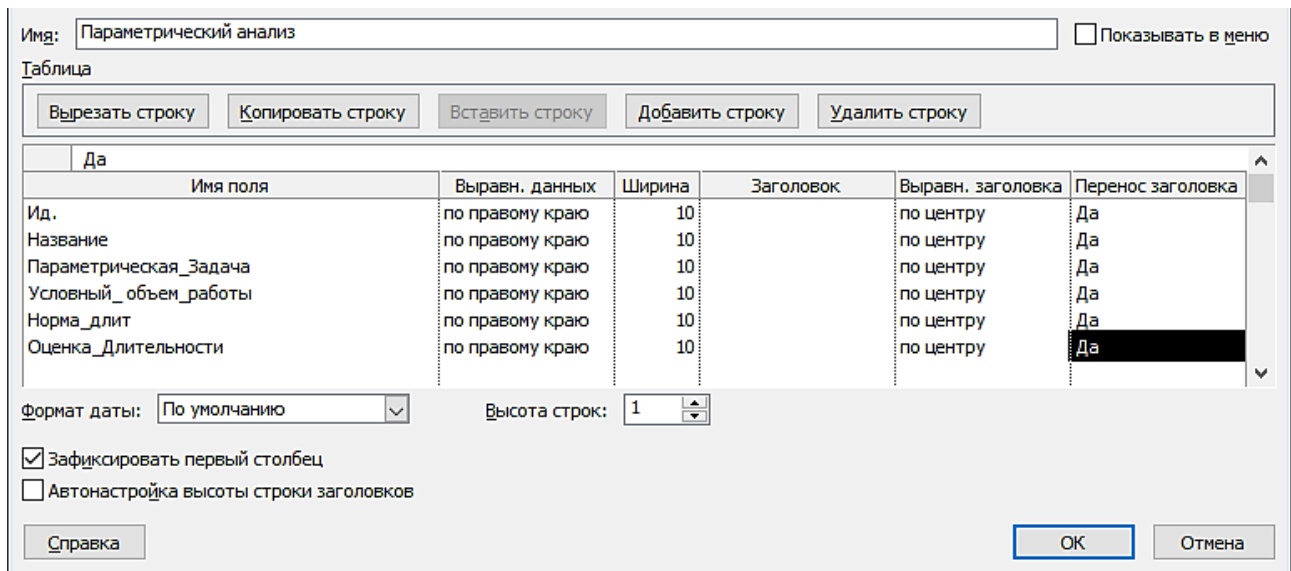 Имя: Параметрический анализ Показывать в меню
Таблица
Вырезать строку Копировать строку Вставить строку Добавить строку Удалить строку
Да
Имя поля Выравн. данных Ширина Заголовок Выравн. заголовка Перенос заголовка
Ид. по правому краю 10 по центру Да
Название по правому краю 10 по центру Да
Параметрическая_Задача по правому краю 10 по центру Да
Условный_ объем_работы по правому краю 10 по центру Да
Норма_длит по правому краю 10 по центру Да
Оценка_Длительности по правому краю 10 по центру Да
Формат даты: По умолчанию Высота строк: 1
Зафиксировать первый столбец
Автонастройка высоты строки заголовков
Справка ОК Отмена